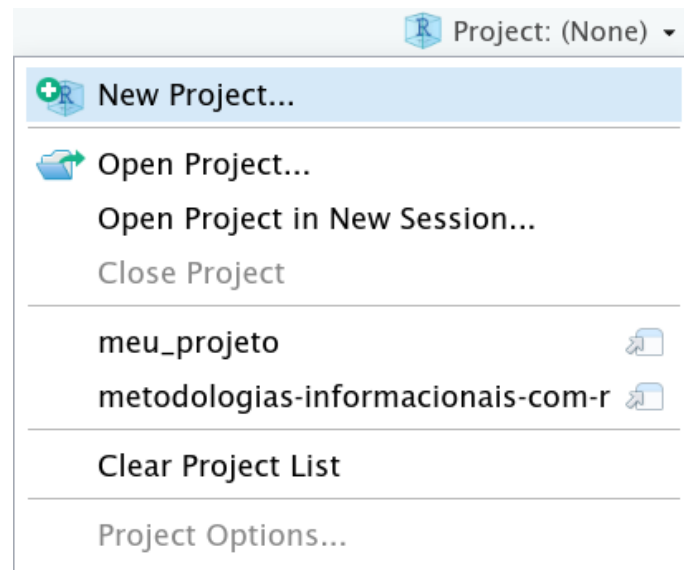 Project: (None)
New Project...
Open Project...
Open Project in New Session...
Close Project
meu_projeto
metodologias-informacionais-com-r
Clear Project List
Project Options...